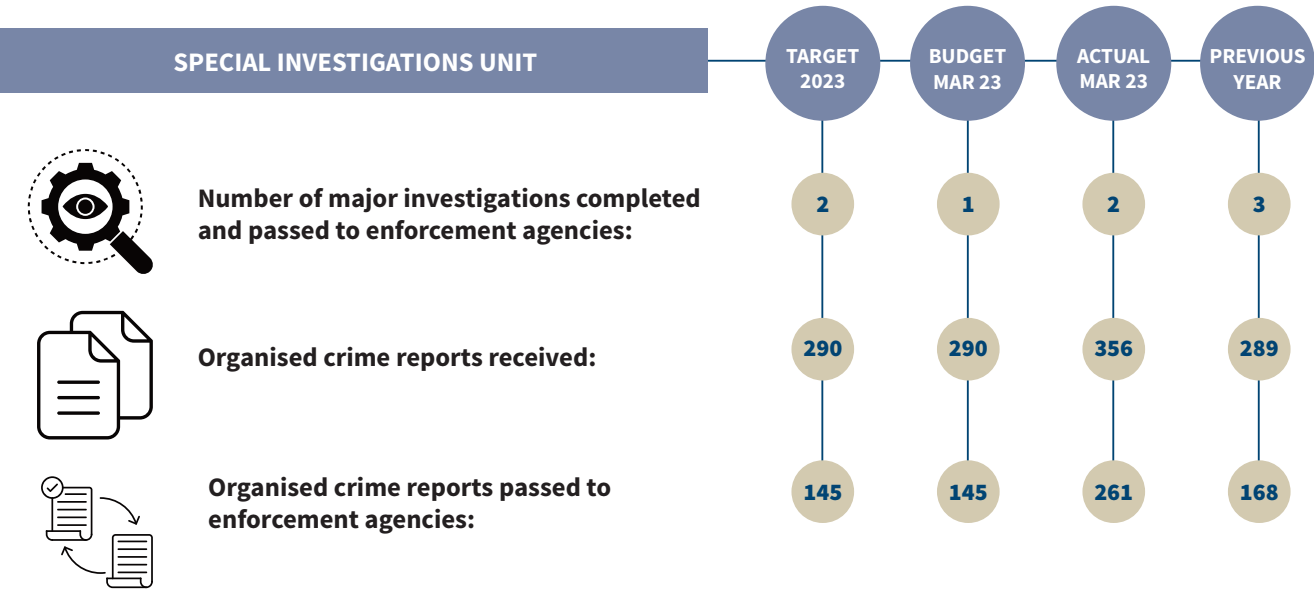 SPECIAL INVESTIGATIONS UNIT
TARGET
2023
BUDGET
MAR 23
ACTUAL
MAR 23
PREVIOUS
YEAR
Number of major investigations completed
and passed to enforcement agencies:
2 1 2 3
Organised crime reports received:
290 290 356 289
Organised crime reports passed to
enforcement agencies:
145 145 261 168